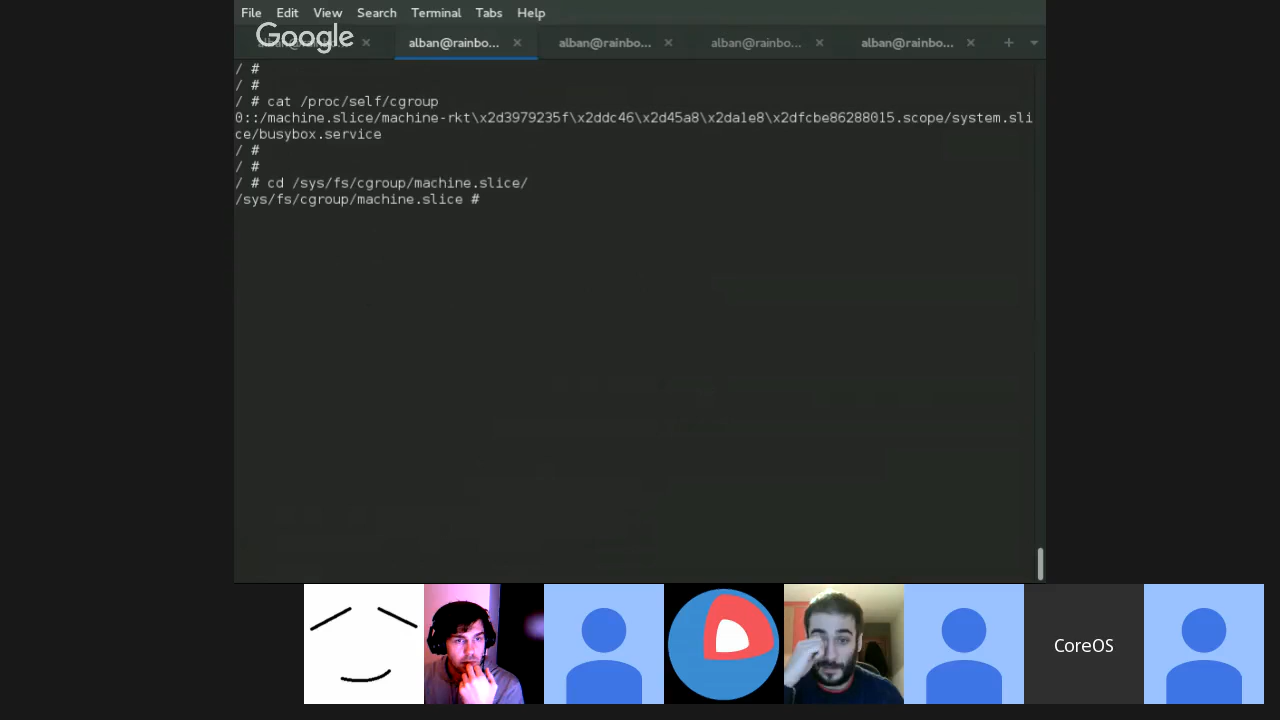 File Edit View Search Terminal Tabs Help
Google
alban@rainbo... × alban@rainbo... × alban@rainbo... × alban@rainbo... ×
/ #
/ #
/ # cat /proc/self/cgroup
0::/machine.slice/machine-rkt\x2d3979235f\x2ddc46\x2d45a8\x2da1e8\x2dfcbe86288015.scope/system.sli
ce/busybox.service
/ #
/ #
/ # cd /sys/fs/cgroup/machine.slice/
/sys/fs/cgroup/machine.slice #
CoreOS